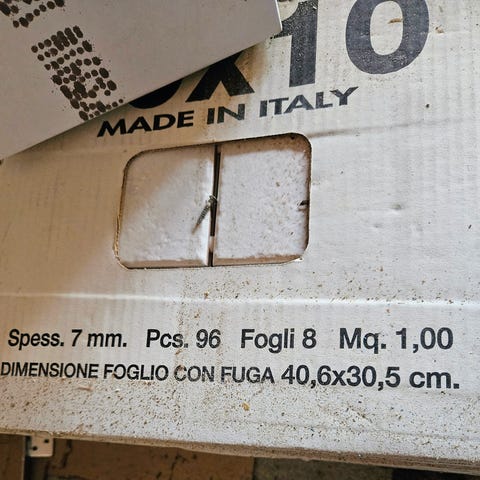 x10
MADE IN ITALY
Spess. 7 mm. Pcs. 96 Fogli 8 Mq. 1,00
DIMENSIONE FOGLIO CON FUGA 40,6x30,5 cm.